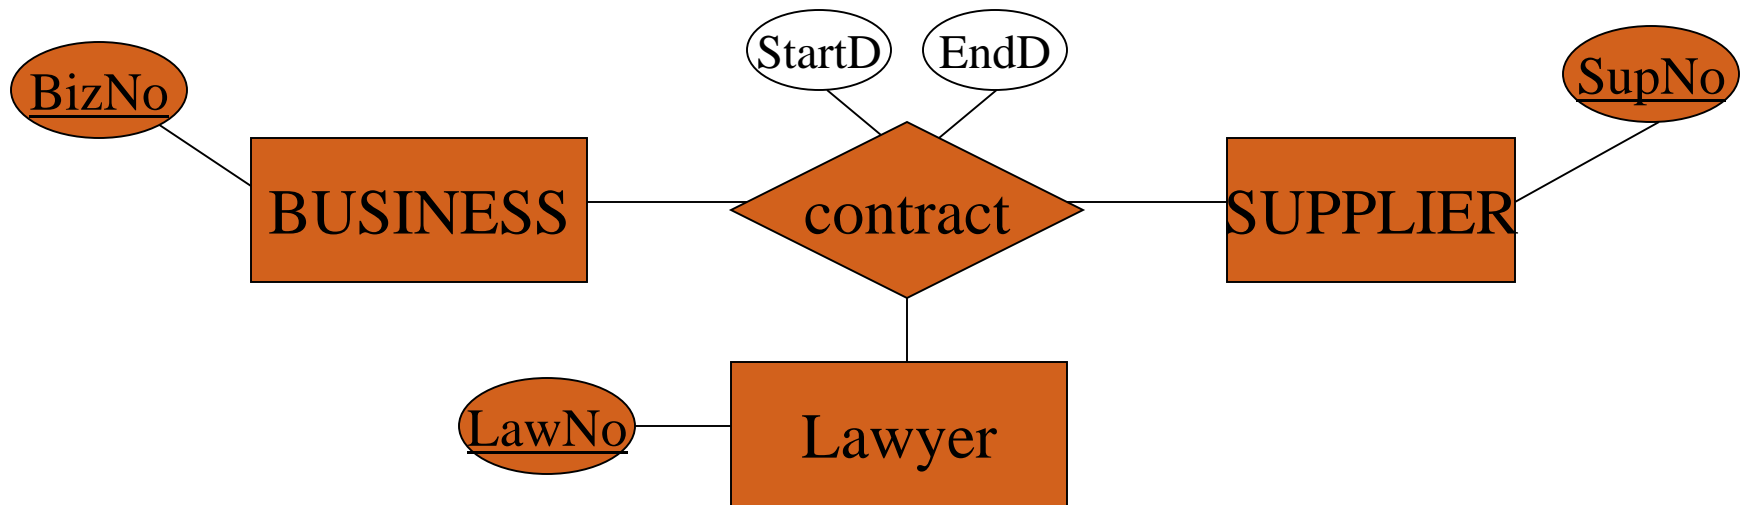 StartD
EndD
BizNo
SupNo
BUSINESS
contract
SUPPLIER
LawNo
Lawyer